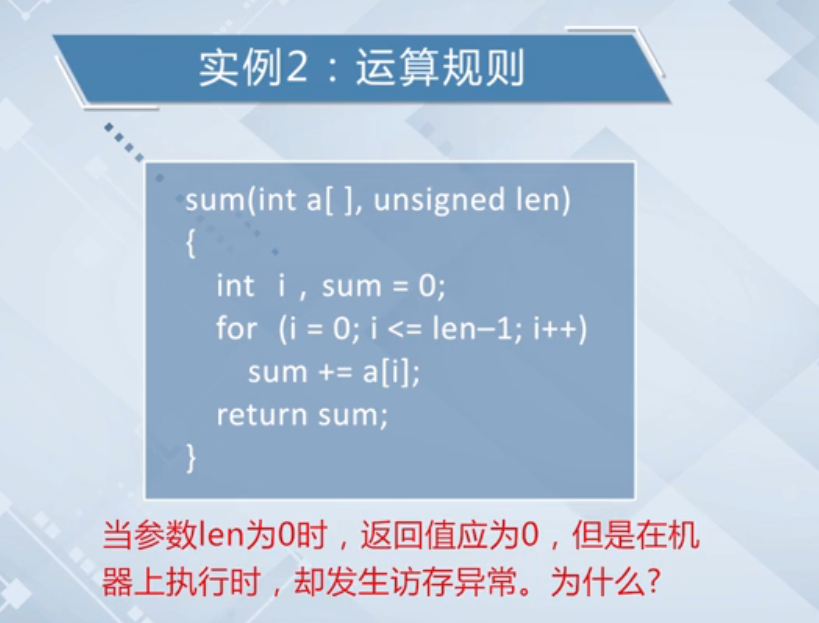 实例2：运算规则
sum(int a[ ], unsigned len)
{
int i , sum = 0;
for (i = 0; i <= len–1; i++)
sum += a[i];
return sum;
}
当参数len为0时，返回值应为0，但是在机
器上执行时，却发生访存异常。为什么?